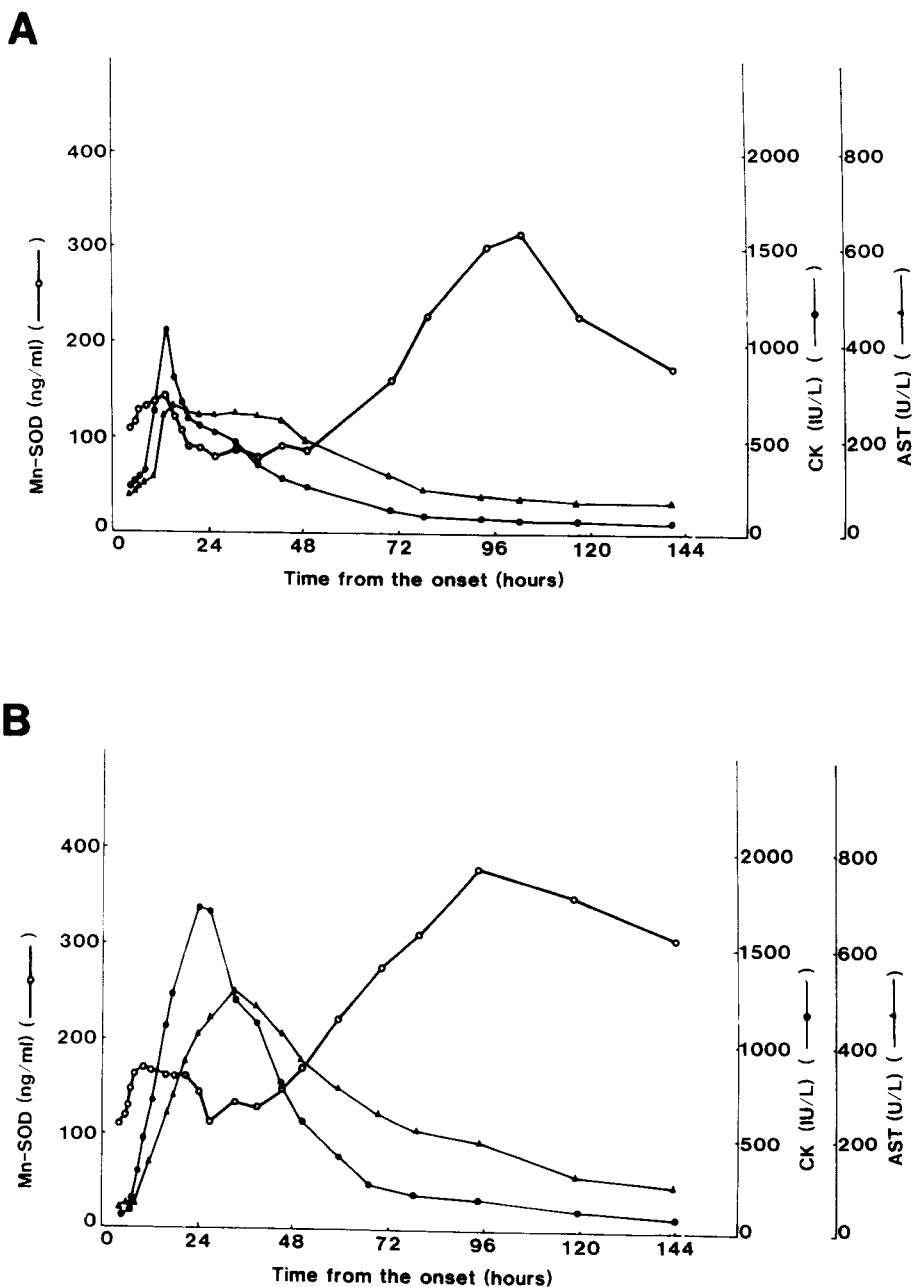 A
400
300
200
100
0
Mn-SOD (ng/ml) ( )
2000
1500
1000
500
0
CK (IU/L) ( )
800
600
400
200
0
AST (U/L) ( )
0 24 48 72 96 120 144
Time from the onset (hours)
B
400
300
200
100
0
Mn-SOD (ng/ml) ( )
2000
1500
1000
500
0
CK (IU/L) ( )
800
600
400
200
0
AST (U/L) ( )
0 24 48 72 96 120 144
Time from the onset (hours)